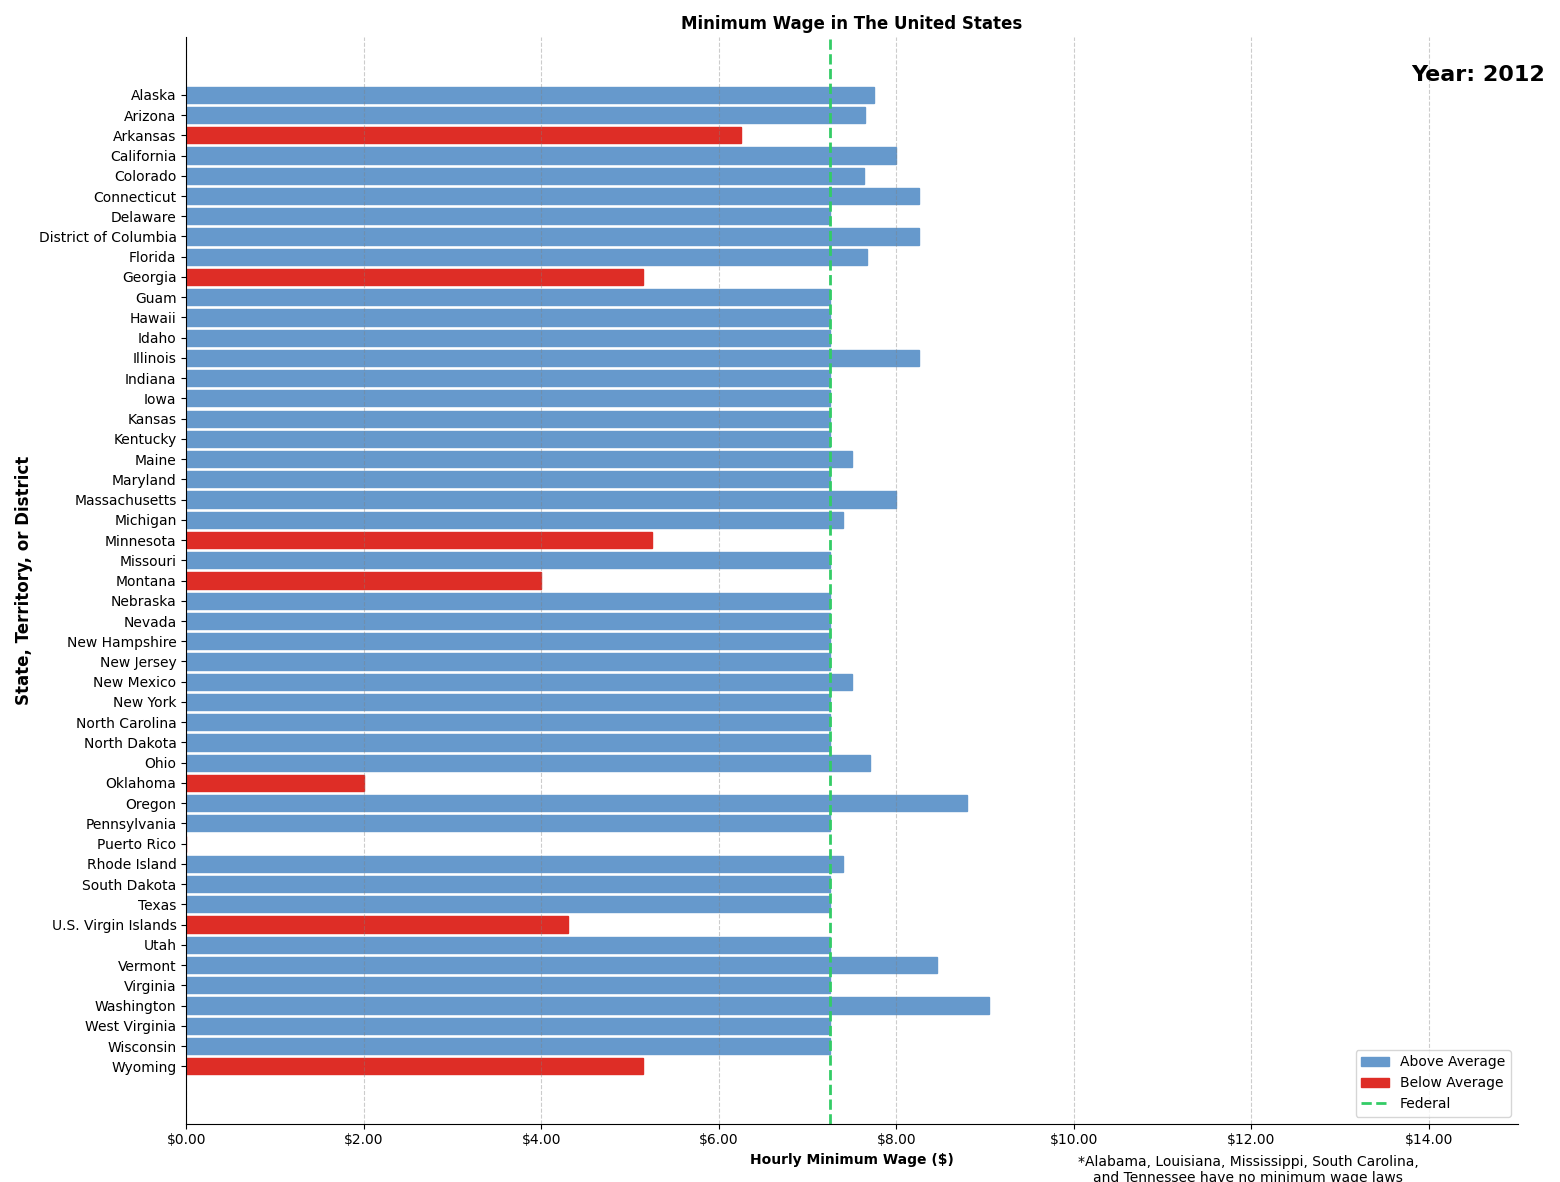 Minimum Wage in The United States
Year: 2012
State, Territory, or District
Alaska
Arizona
Arkansas
California
Colorado
Connecticut
Delaware
District of Columbia
Florida
Georgia
Guam
Hawaii
Idaho
Illinois
Indiana
Iowa
Kansas
Kentucky
Maine
Maryland
Massachusetts
Michigan
Minnesota
Missouri
Montana
Nebraska
Nevada
New Hampshire
New Jersey
New Mexico
New York
North Carolina
North Dakota
Ohio
Oklahoma
Oregon
Pennsylvania
Puerto Rico
Rhode Island
South Dakota
Texas
U.S. Virgin Islands
Utah
Vermont
Virginia
Washington
West Virginia
Wisconsin
Wyoming
Above Average
Below Average
Federal
$0.00 $2.00 $4.00 $6.00 $8.00 $10.00 $12.00 $14.00
Hourly Minimum Wage ($)
*Alabama, Louisiana, Mississippi, South Carolina,
and Tennessee have no minimum wage laws